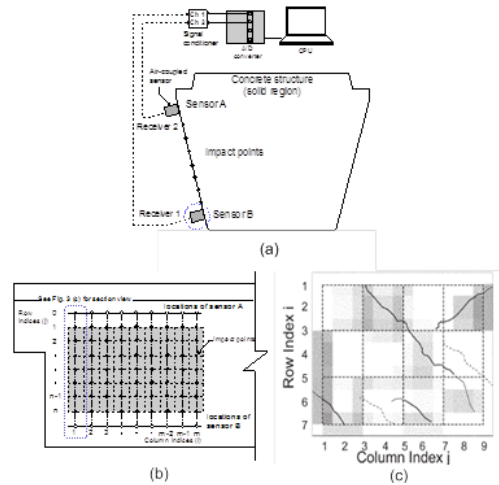 Ch 1
Ch 2
Signal
conditioner
A/D
converter
CPU
Air-coupled
sensor
Concrete structure
(solid region)
Sensor A
Receiver 2
Impact points
Receiver 1
Sensor B
(a)
See Fig. 3 (a) for section view
locations of sensor A
Row
indices (i)
0
1
2
n-1
n
Impact points
locations of
sensor B
1 2 m-2 m-1 m
Column indices (j)
(b)
Row Index i
1
3
5
6
7
1 2 3 4 5 6 7 8 9
Column Index j
(c)